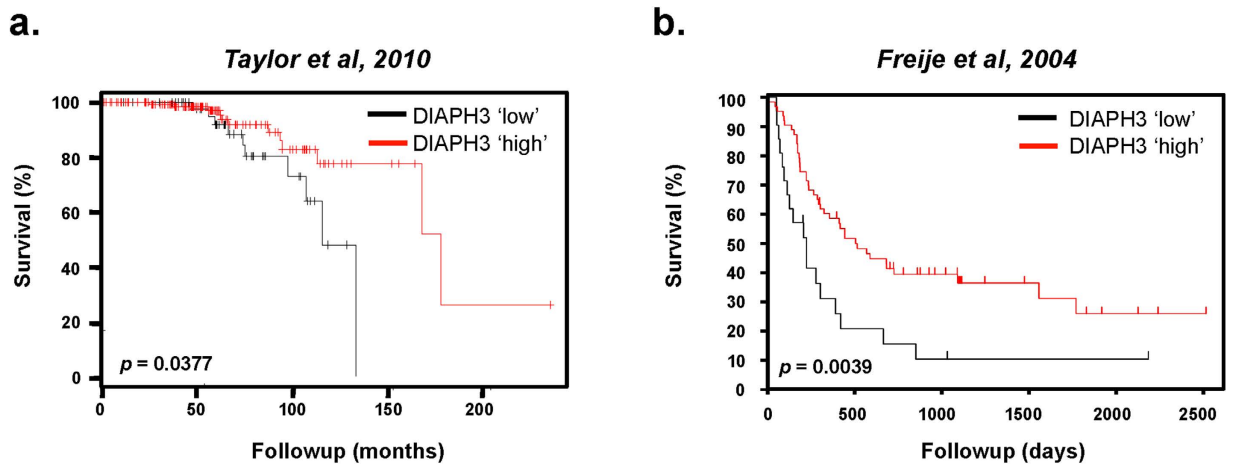 a.
Taylor et al, 2010
DIAPH3 ‘low’
DIAPH3 ‘high’
100
80
60
40
20
0
Survival (%)
p = 0.0377
0
50
100
150
200
Followup (months)
b.
Freije et al, 2004
DIAPH3 ‘low’
DIAPH3 ‘high’
100
90
80
70
60
50
40
30
20
10
0
Survival (%)
p = 0.0039
0
500
1000
1500
2000
2500
Followup (days)